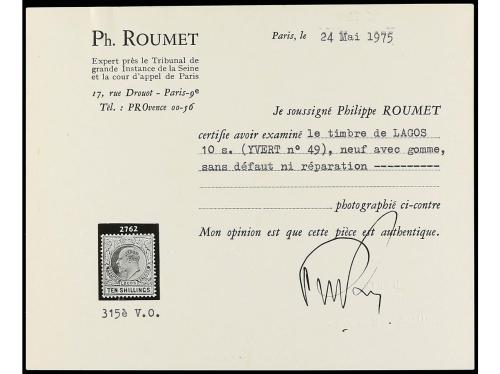 Ph. ROUMET
Expert près le Tribunal de
grande Instance de la Seine
et la cour d'appel de Paris
17, rue Drouot - Paris-9e
Tél. : PROvence 00-56
Paris, le 24 Mai 1975
Je soussigné Philippe ROUMET
certifie avoir examiné le timbre de LAGOS
10 s. (YVERT n° 49), neuf avec gomme,
sans défaut ni réparation ----------
photographié ci-contre
Mon opinion est que cette pièce est authentique.
2762
TEN SHILLINGS
315è V.O.